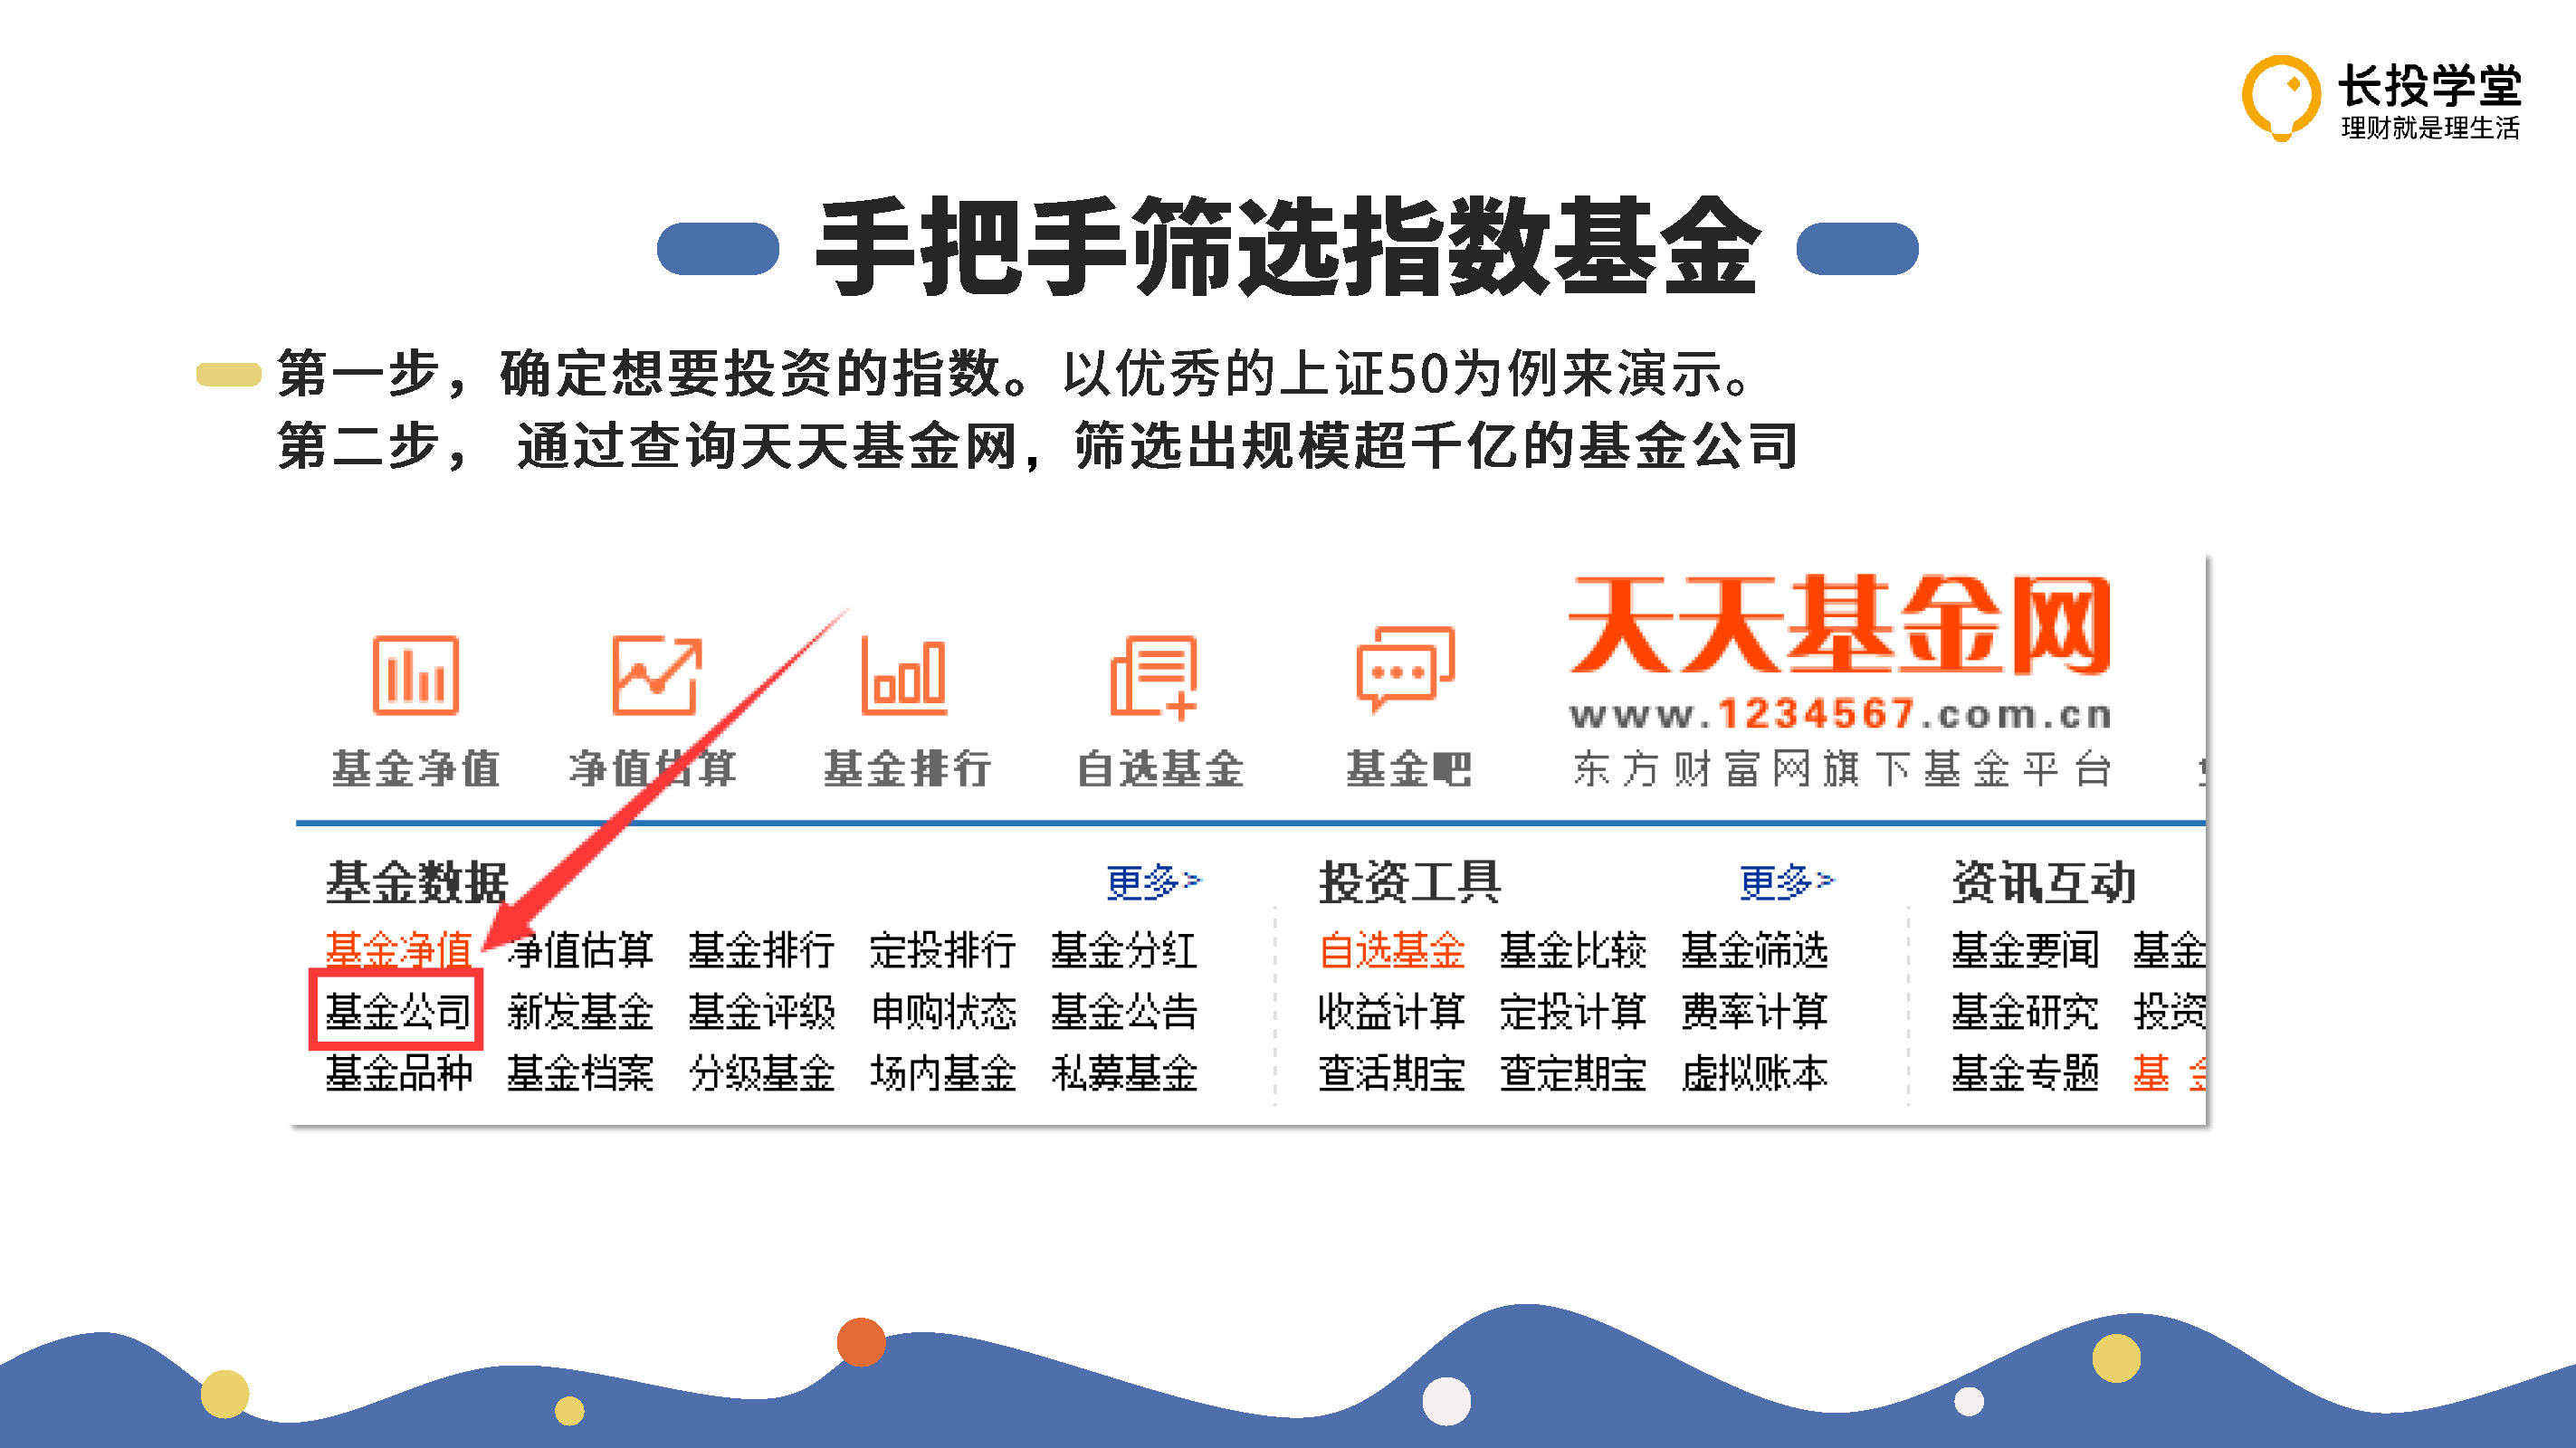 长投学堂
理财就是理生活
手把手筛选指数基金
第一步，确定想要投资的指数。以优秀的上证50为例来演示。
第二步， 通过查询天天基金网，筛选出规模超千亿的基金公司
天天基金网
www.1234567.com.cn
基金净值 净值估算 基金排行 自选基金 基金吧 东方财富网旗下基金平台
基金数据 更多> 投资工具 更多> 资讯互动
基金净值 净值估算 基金排行 定投排行 基金分红 自选基金 基金比较 基金筛选 基金要闻 基金
基金公司 新发基金 基金评级 申购状态 基金公告 收益计算 定投计算 费率计算 基金研究 投资
基金品种 基金档案 分级基金 场内基金 私募基金 查活期宝 查定期宝 虚拟账本 基金专题 基